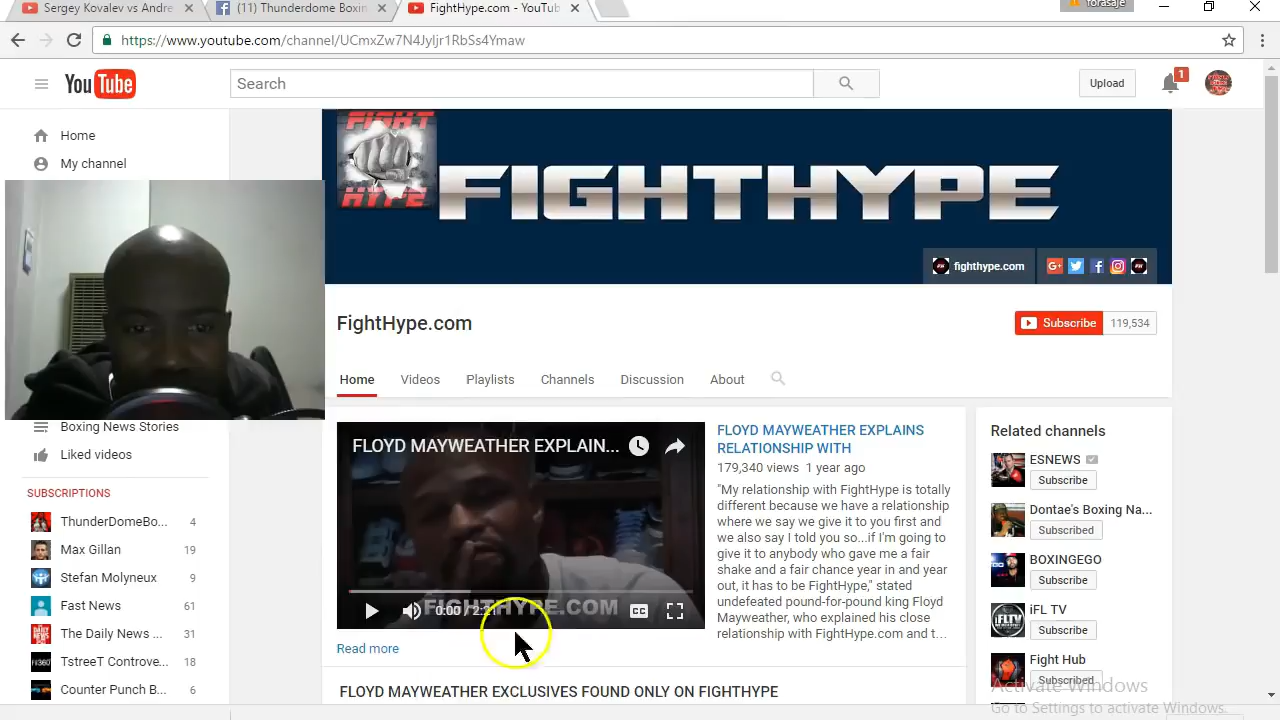 Sergey Kovalev vs Andre
(11) Thunderdome Boxin
FightHype.com - YouTub
forasaje
https://www.youtube.com/channel/UCmxZw7N4Jyljr1RbSs4Ymaw
YouTube
Search
Upload
1
Home
My channel
FIGHT
HYPE
FIGHTHYPE
fighthype.com
FightHype.com
Subscribe 119,534
Home Videos Playlists Channels Discussion About
Boxing News Stories
Liked videos
SUBSCRIPTIONS
ThunderDomeBo... 4
Max Gillan 19
Stefan Molyneux 9
Fast News 61
The Daily News ... 31
TstreeT Controve... 18
Counter Punch B... 6
FLOYD MAYWEATHER EXPLAIN...
FIGHTHYPE.COM
0:00 / 2:21
CC
Read more
FLOYD MAYWEATHER EXPLAINS
RELATIONSHIP WITH
179,340 views 1 year ago
"My relationship with FightHype is totally
different because we have a relationship
where we say we give it to you first and
we also say I told you so...if I'm going to
give it to anybody who gave me a fair
shake and a fair chance year in and year
out, it has to be FightHype," stated
undefeated pound-for-pound king Floyd
Mayweather, who explained his close
relationship with FightHype.com and t...
FLOYD MAYWEATHER EXCLUSIVES FOUND ONLY ON FIGHTHYPE
Related channels
ESNEWS
Subscribe
Dontae's Boxing Na...
Subscribed
BOXINGEGO
Subscribe
iFL TV
Subscribe
Fight Hub
Subscribed
Activate Windows
Go to Settings to activate Windows.